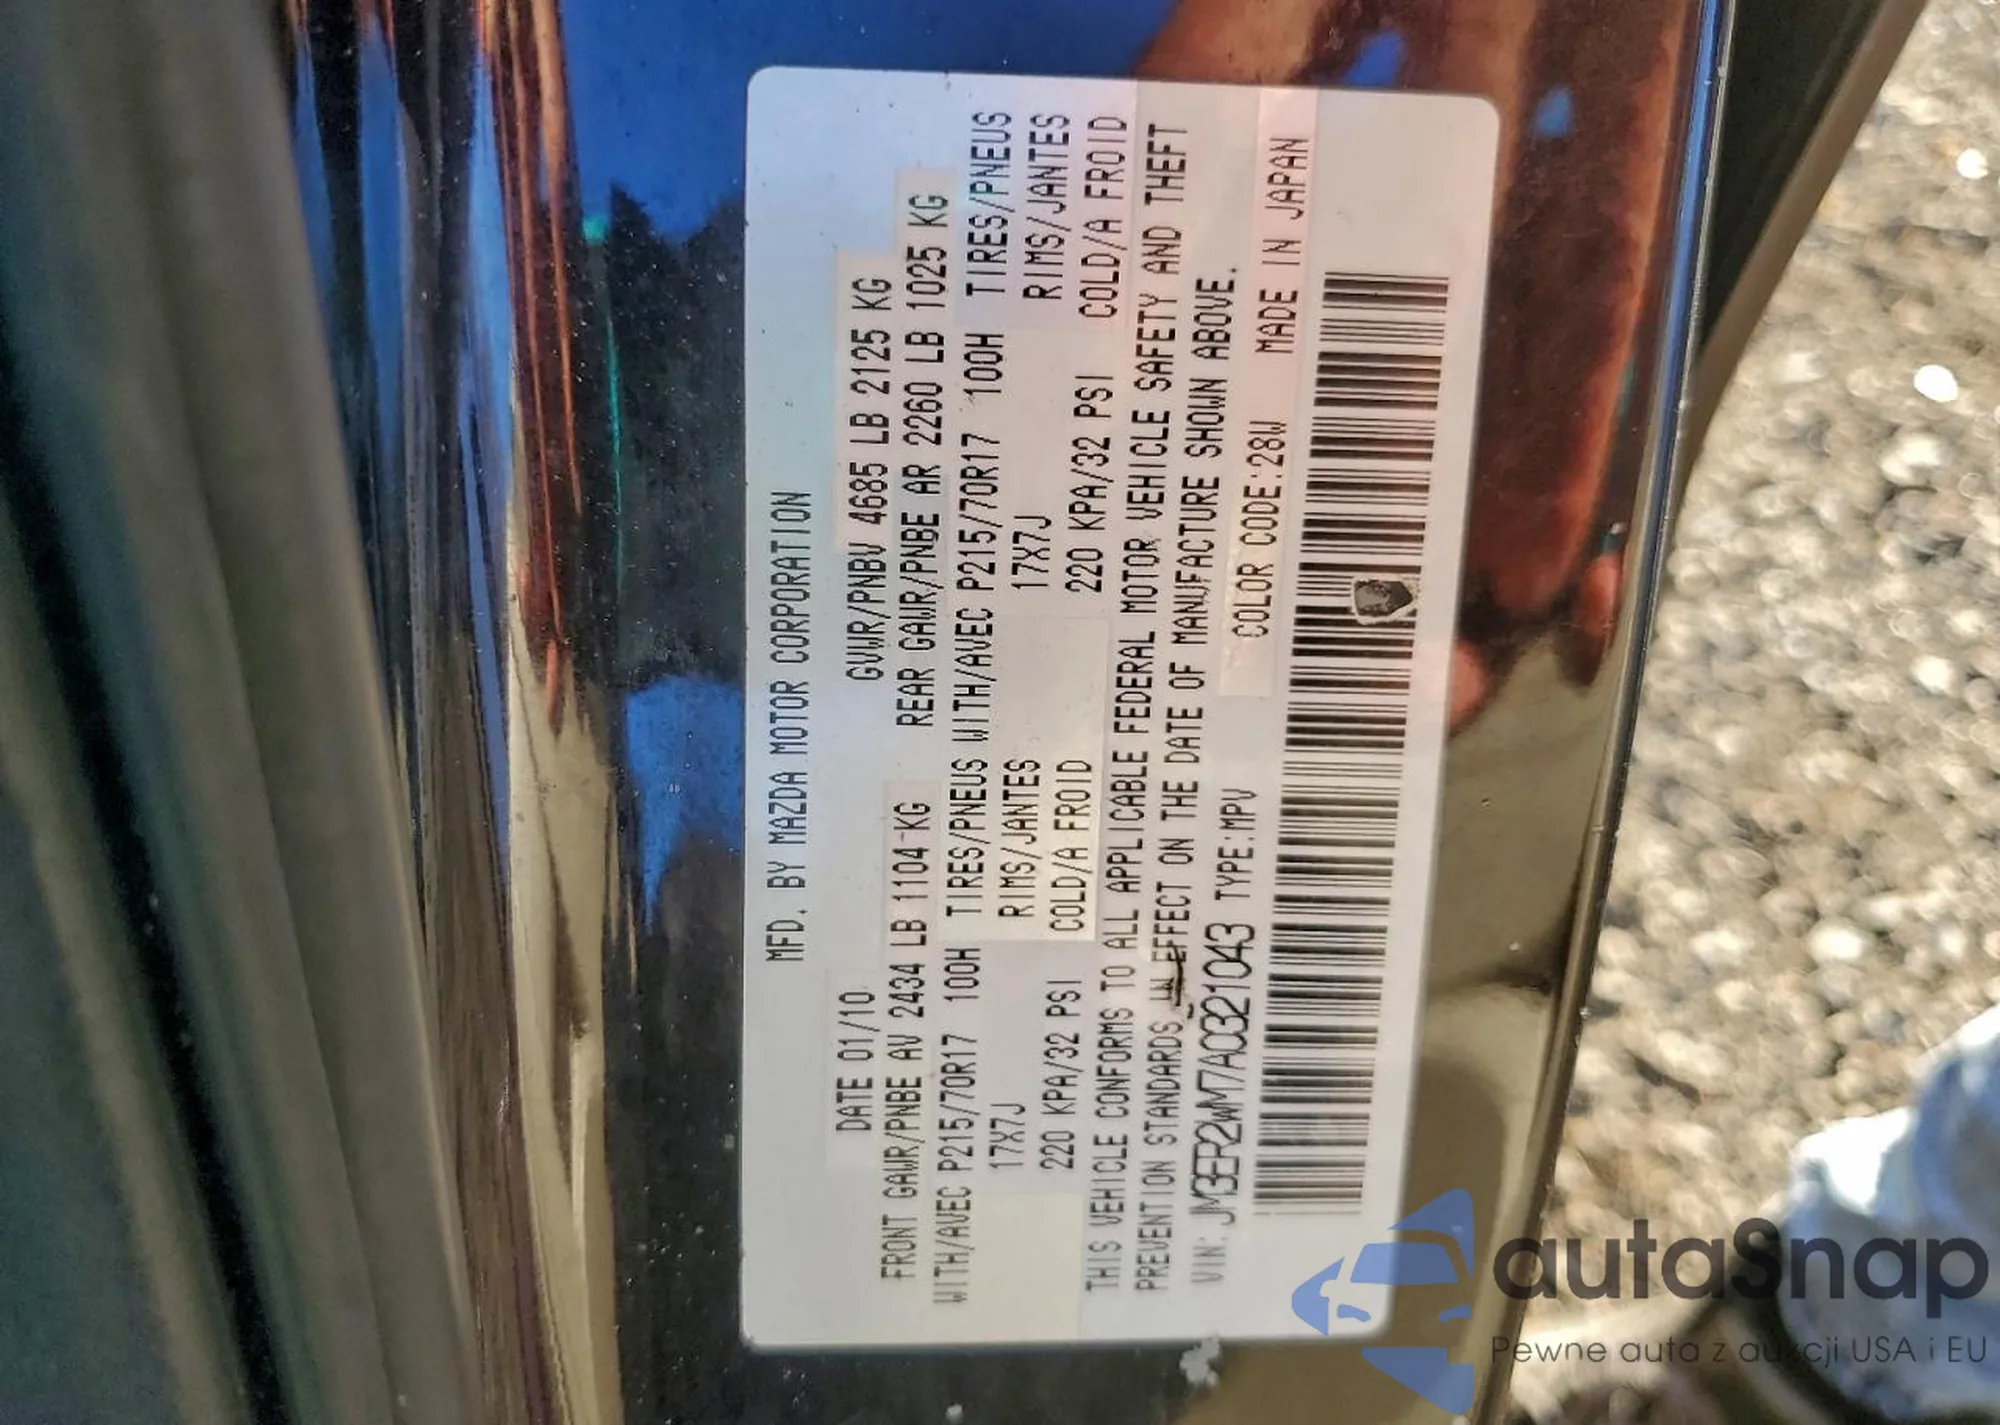 MFD. BY MAZDA MOTOR CORPORATION
DATE 01/10 GVWR/PNBV 4685 LB 2125 KG
FRONT GAWR/PNBE AV 2434 LB 1104 KG REAR GAWR/PNBE AR 2260 LB 1025 KG
WITH/AVEC P215/70R17 100H TIRES/PNEUS WITH/AVEC P215/70R17 100H TIRES/PNEUS
17X7J RIMS/JANTES 17X7J RIMS/JANTES
220 KPA/32 PSI COLD/A FROID 220 KPA/32 PSI COLD/A FROID
THIS VEHICLE CONFORMS TO ALL APPLICABLE FEDERAL MOTOR VEHICLE SAFETY AND THEFT
PREVENTION STANDARDS IN EFFECT ON THE DATE OF MANUFACTURE SHOWN ABOVE.
VIN: JM3ER2WM7A0321043 TYPE:MPV COLOR CODE:28W MADE IN JAPAN
autaSnap
Pewne auta z aukcji USA i EU